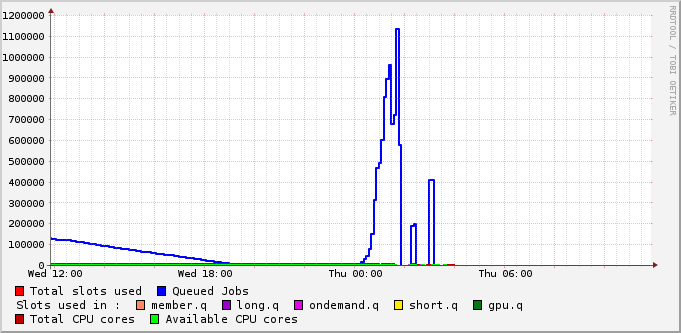 1200000
1100000
1000000
900000
800000
700000
600000
500000
400000
300000
200000
100000
0
Wed 12:00 Wed 18:00 Thu 00:00 Thu 06:00
Total slots used Queued Jobs
Slots used in : member.q long.q ondemand.q short.q gpu.q
Total CPU cores Available CPU cores
RRDTOOL / TOBI OETIKER